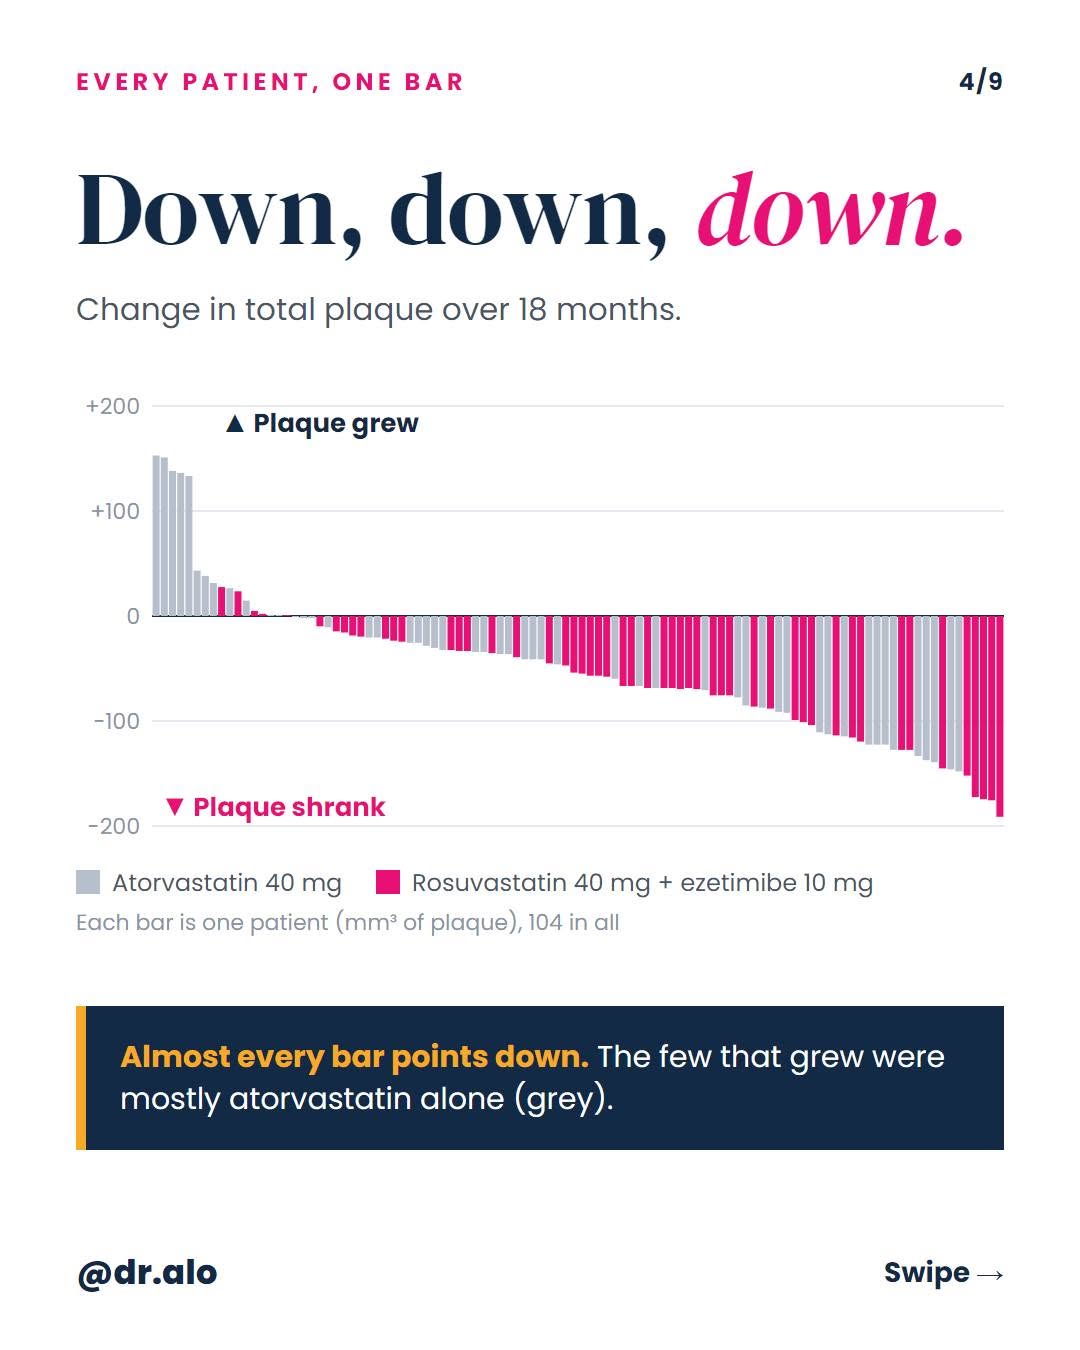 EVERY PATIENT, ONE BAR
4/9
Down, down, down.
Change in total plaque over 18 months.
+200
▲ Plaque grew
+100
0
-100
▼ Plaque shrank
-200
Atorvastatin 40 mg
Rosuvastatin 40 mg + ezetimibe 10 mg
Each bar is one patient (mm³ of plaque), 104 in all
Almost every bar points down. The few that grew were
mostly atorvastatin alone (grey).
@dr.alo
Swipe →